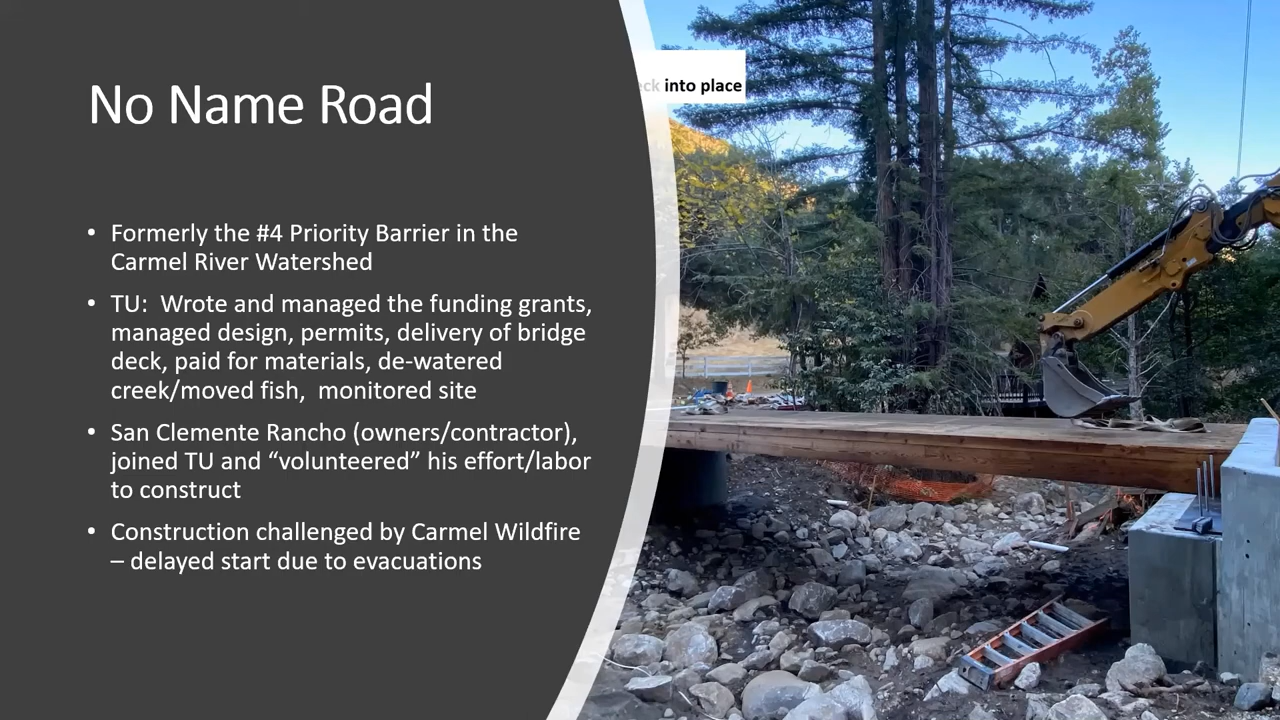 No Name Road
into place
• Formerly the #4 Priority Barrier in the
Carmel River Watershed
• TU:  Wrote and managed the funding grants,
managed design, permits, delivery of bridge
deck, paid for materials, de-watered
creek/moved fish,  monitored site
• San Clemente Rancho (owners/contractor),
joined TU and “volunteered” his effort/labor
to construct
• Construction challenged by Carmel Wildfire
– delayed start due to evacuations